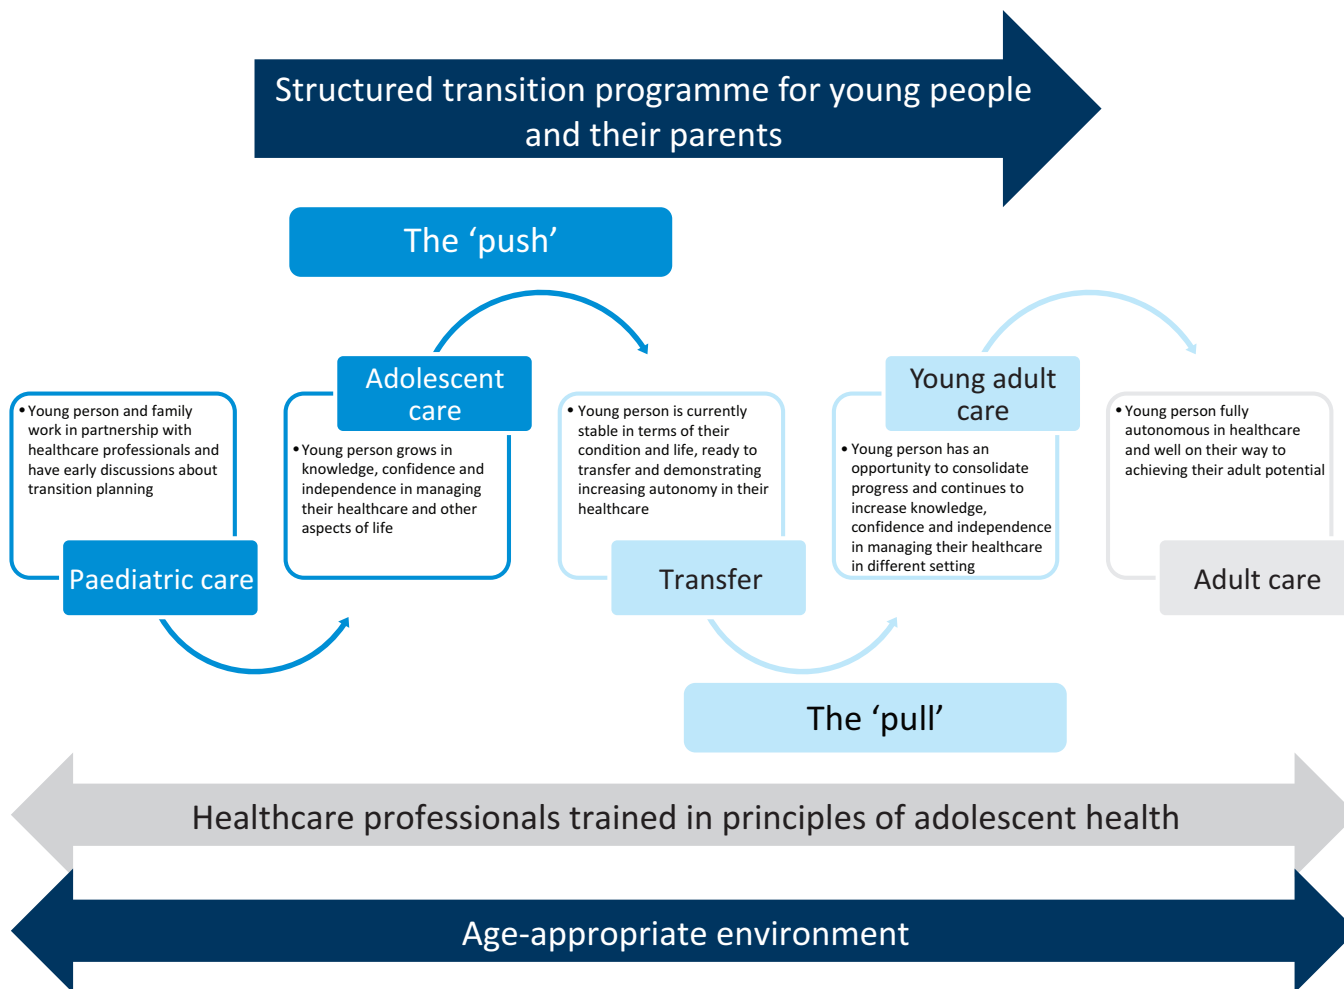 Structured transition programme for young people
and their parents
The ‘push’
Adolescent
care
Young adult
care
• Young person and family
work in partnership with
healthcare professionals and
have early discussions about
transition planning
Paediatric care
• Young person grows in
knowledge, confidence and
independence in managing
their healthcare and other
aspects of life
• Young person is currently
stable in terms of their
condition and life, ready to
transfer and demonstrating
increasing autonomy in their
healthcare
Transfer
• Young person has an
opportunity to consolidate
progress and continues to
increase knowledge,
confidence and independence
in managing their healthcare
in different setting
• Young person fully
autonomous in healthcare
and well on their way to
achieving their adult potential
Adult care
The ‘pull’
Healthcare professionals trained in principles of adolescent health
Age-appropriate environment